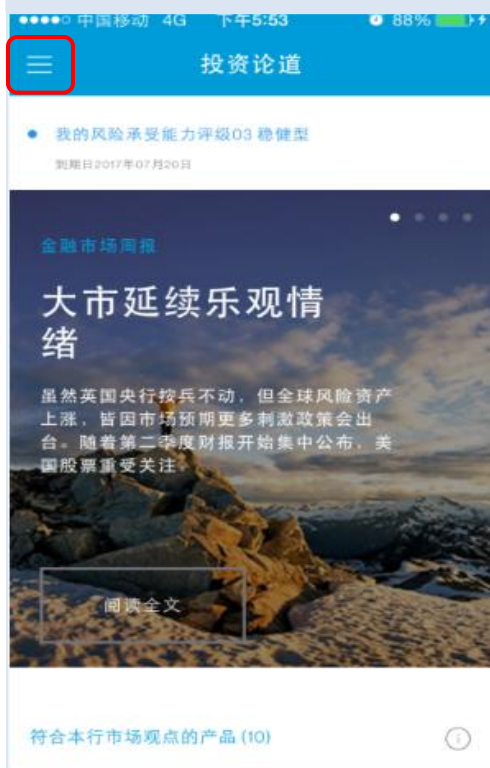 中国移动 4G 下午5:53 88%
投资论道
我的风险承受能力评级03 稳健型
到期日2017年07月20日
金融市场周报
大市延续乐观情
绪
虽然英国央行按兵不动，但全球风险资产
上涨，皆因市场预期更多刺激政策会出
台。随着第二季度财报开始集中公布，美
国股票重受关注。
阅读全文
符合本行市场观点的产品 (10)